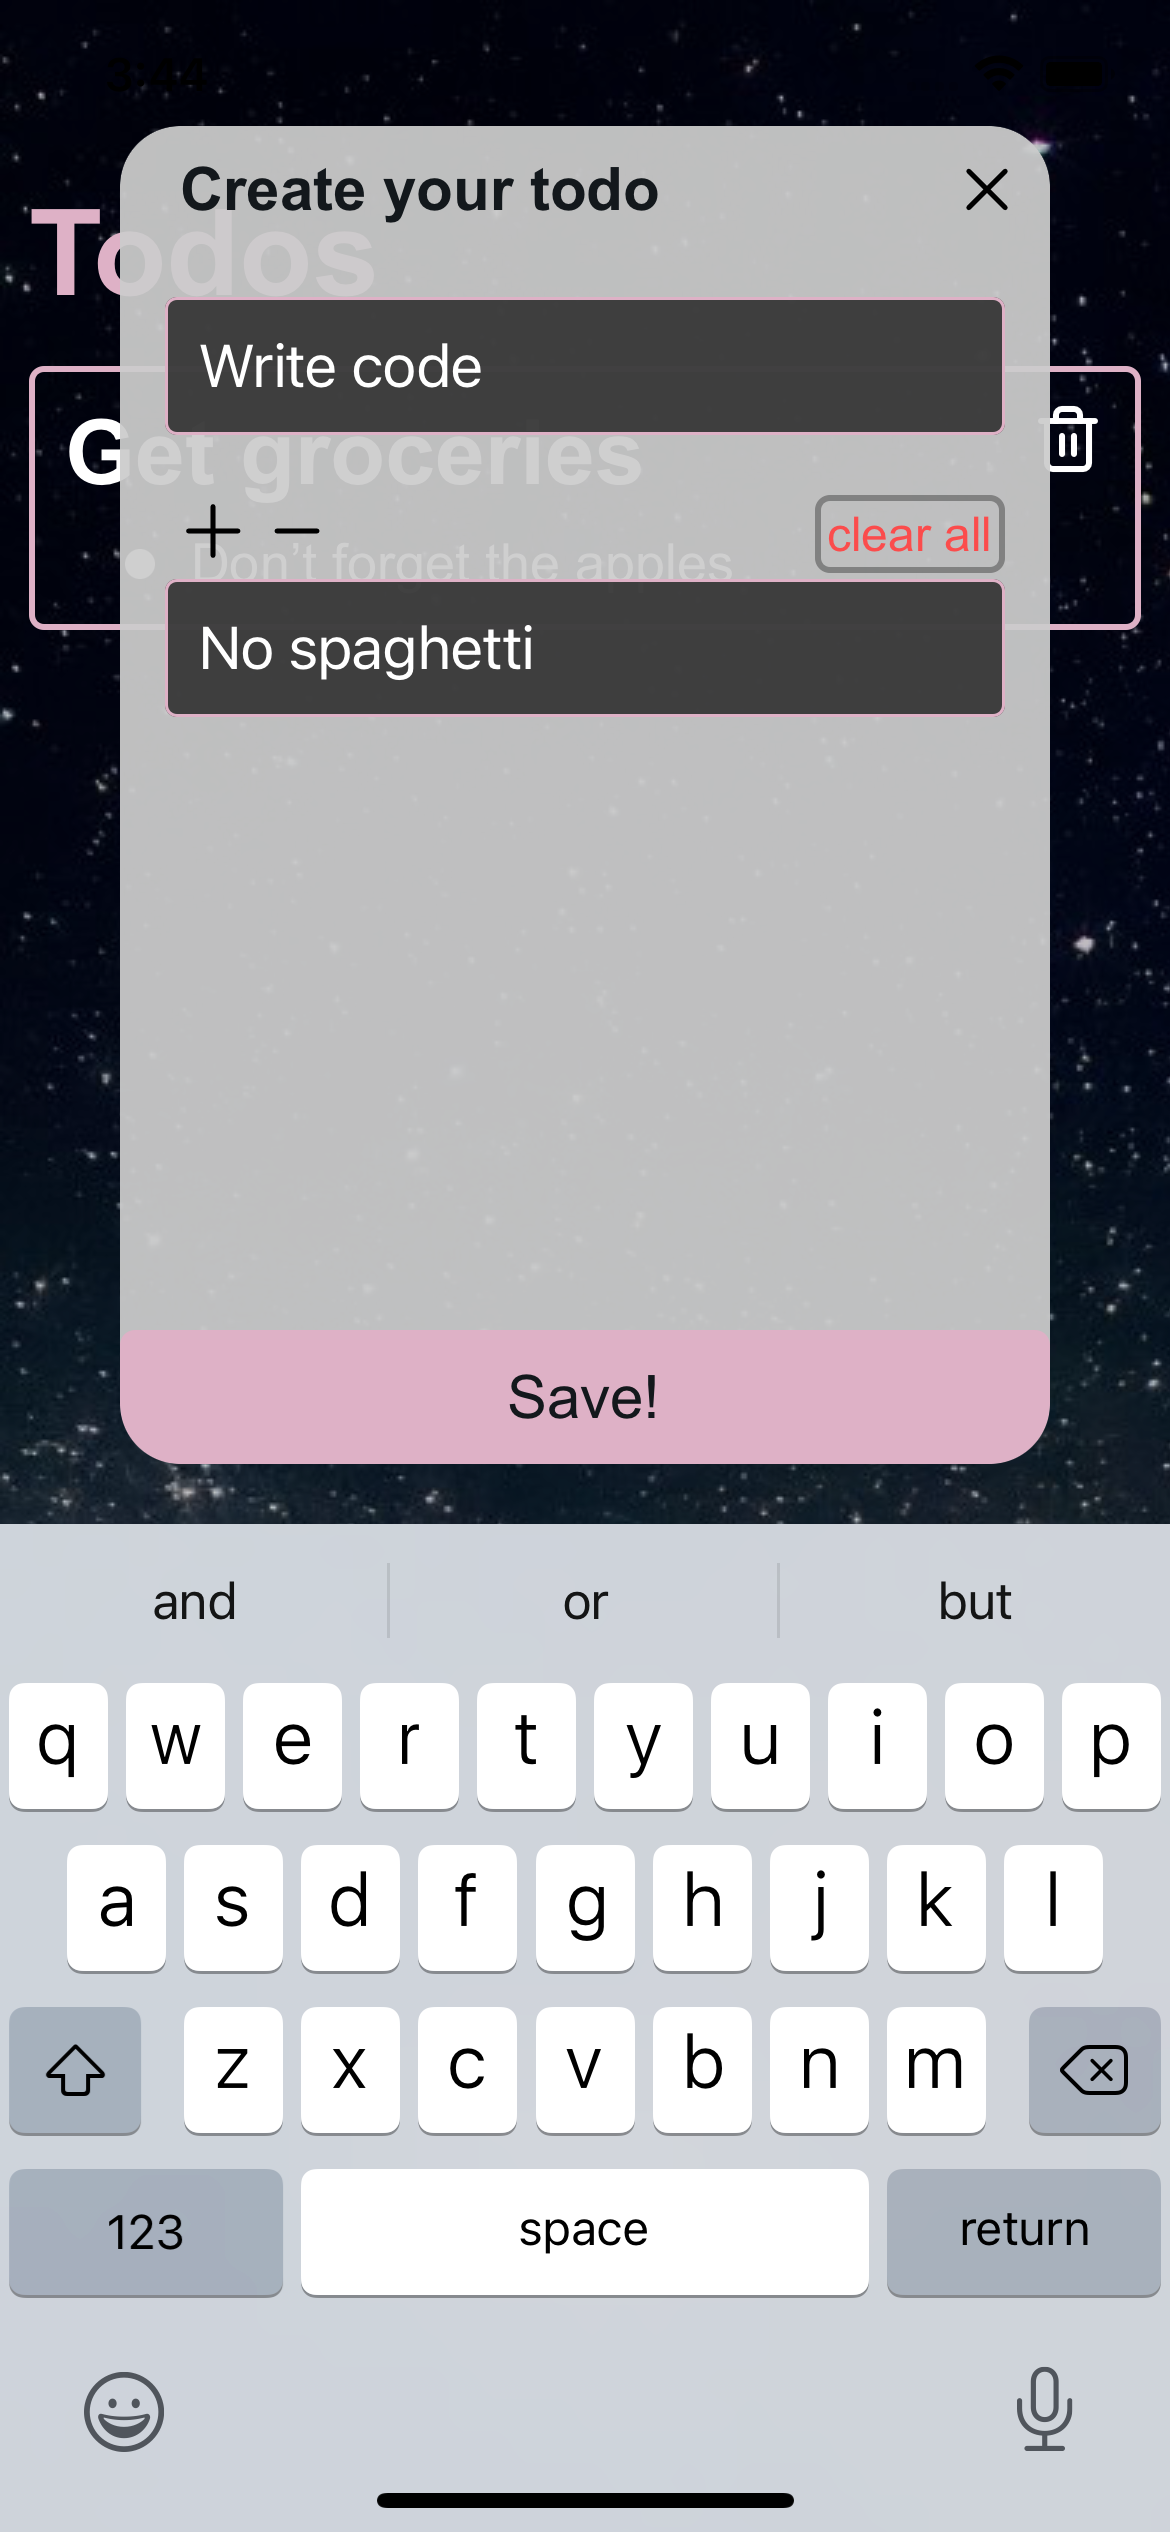 3:44
Create your todo
Todos
Write code
Get groceries
clear all
Don't forget the apples
No spaghetti
Save!
and or but
q w e r t y u i o p
a s d f g h j k l
z x c v b n m
123 space return